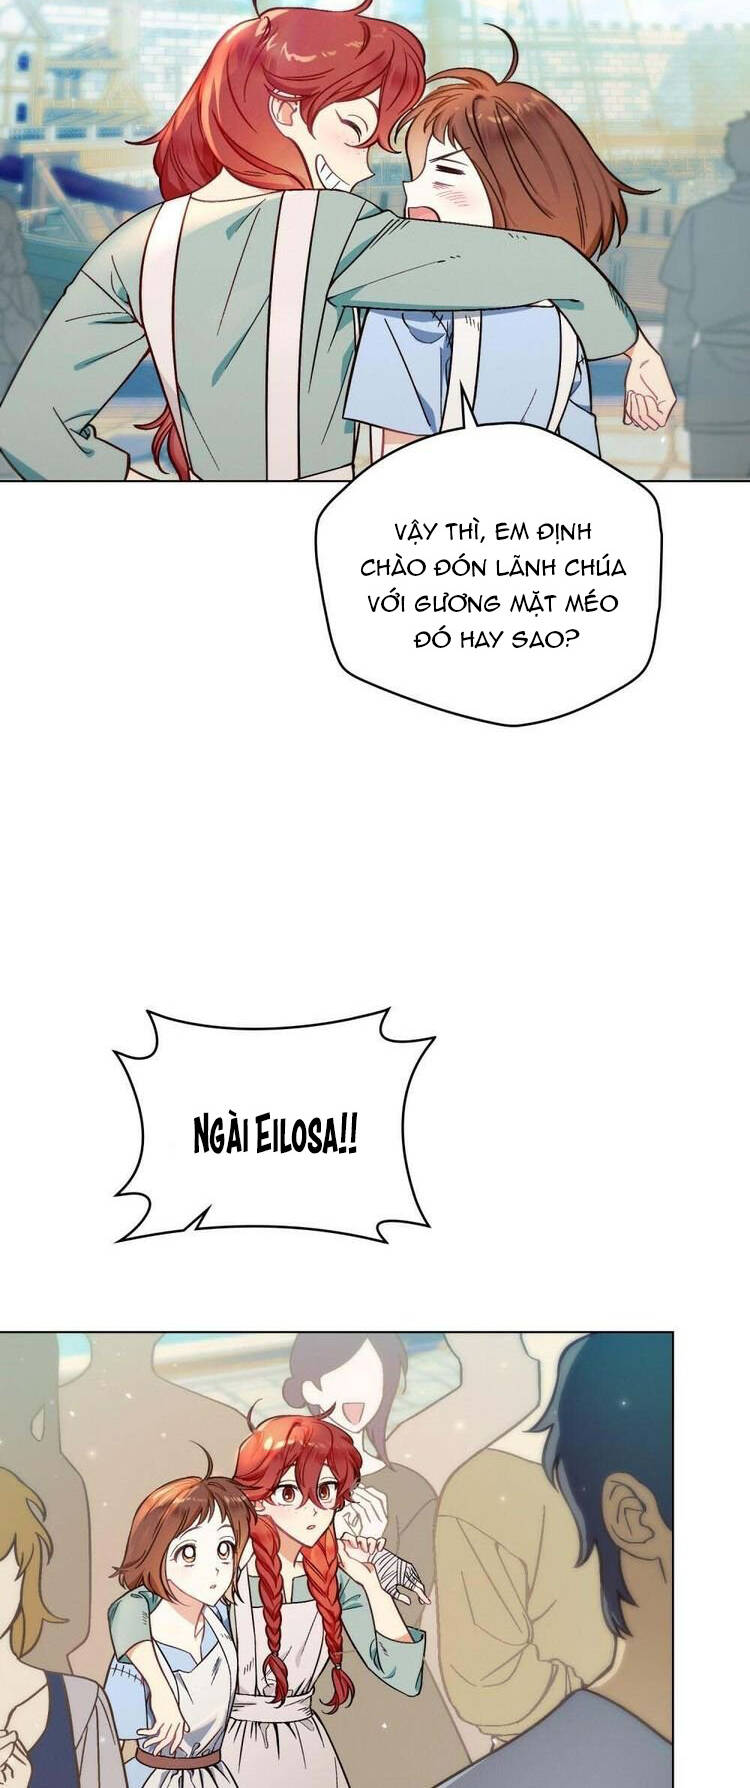 VẬY THÌ, EM ĐỊNH
CHÀO ĐÓN LÃNH CHÚA
VỚI GƯƠNG MẶT MÉO
ĐÓ HAY SAO?
NGÀI EILOSA!!